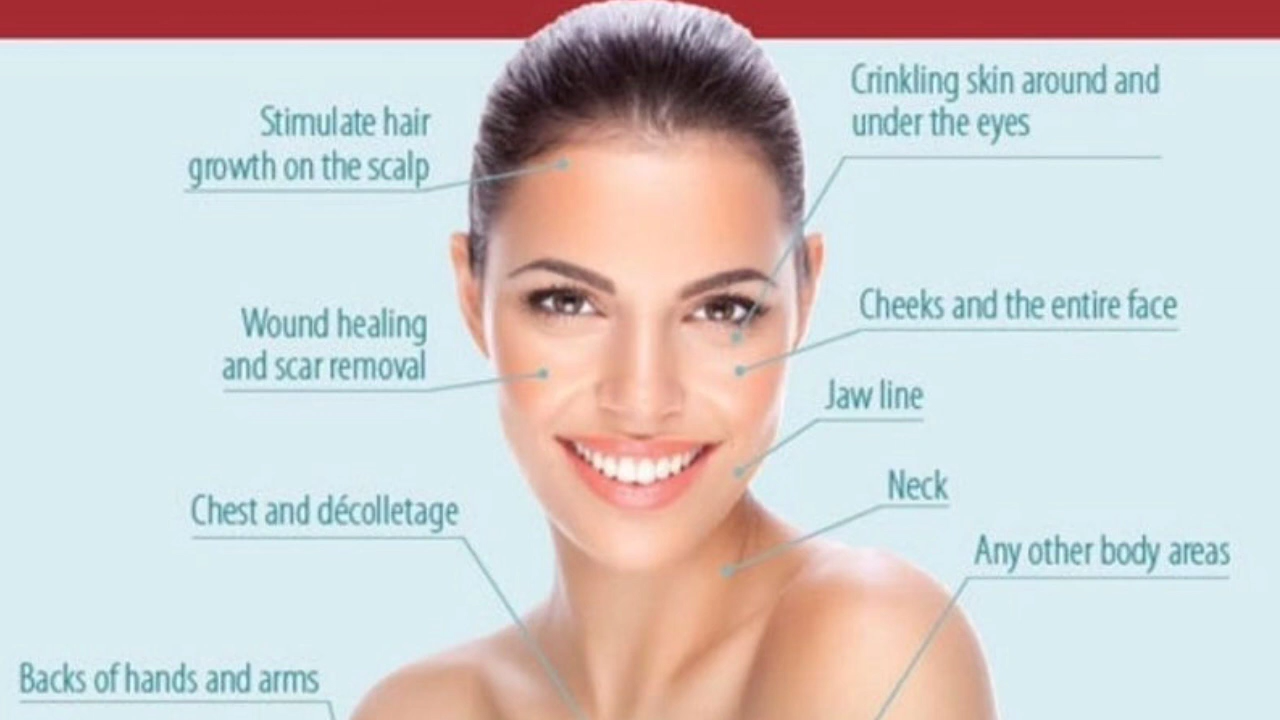 Stimulate hair
growth on the scalp
Crinkling skin around and
under the eyes
Wound healing
and scar removal
Cheeks and the entire face
Jaw line
Chest and décolletage
Neck
Any other body areas
Backs of hands and arms